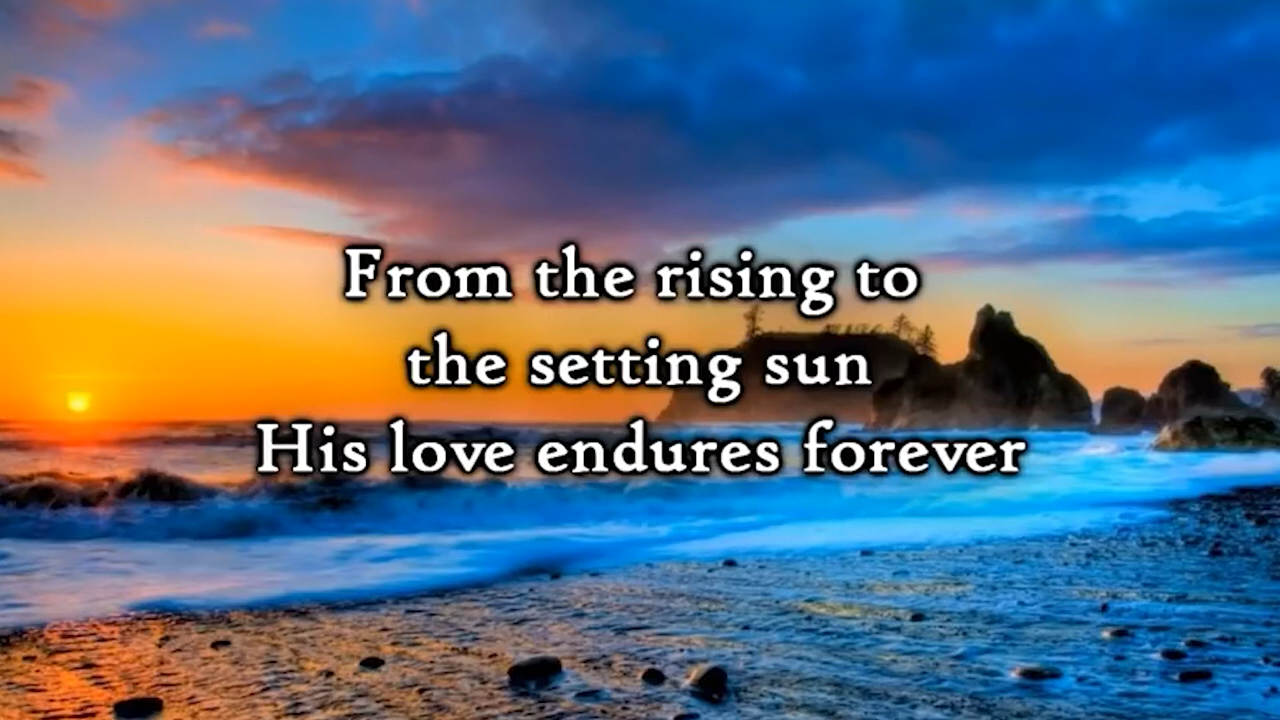 From the rising to
the setting sun
His love endures forever